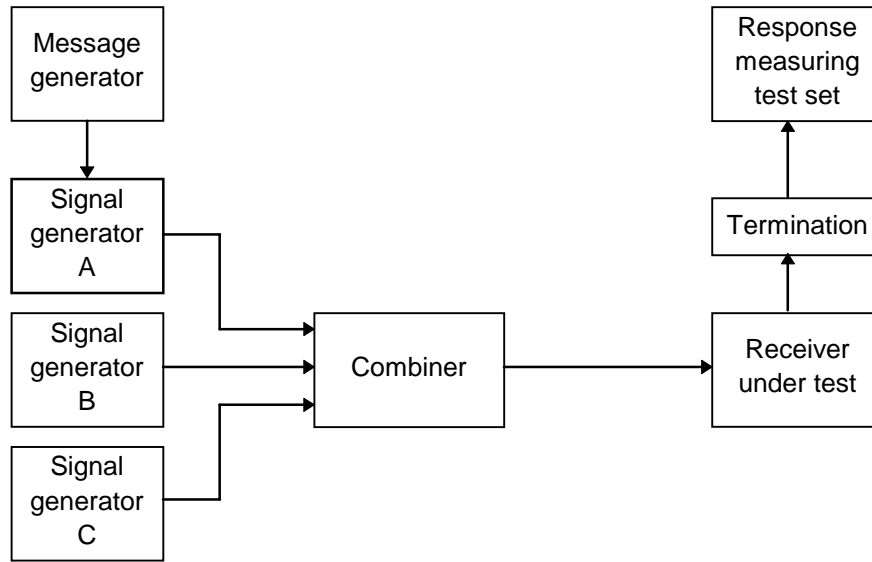 Message
generator
Response
measuring
test set
Signal
generator
A
Termination
Signal
generator
B
Combiner
Receiver
under test
Signal
generator
C